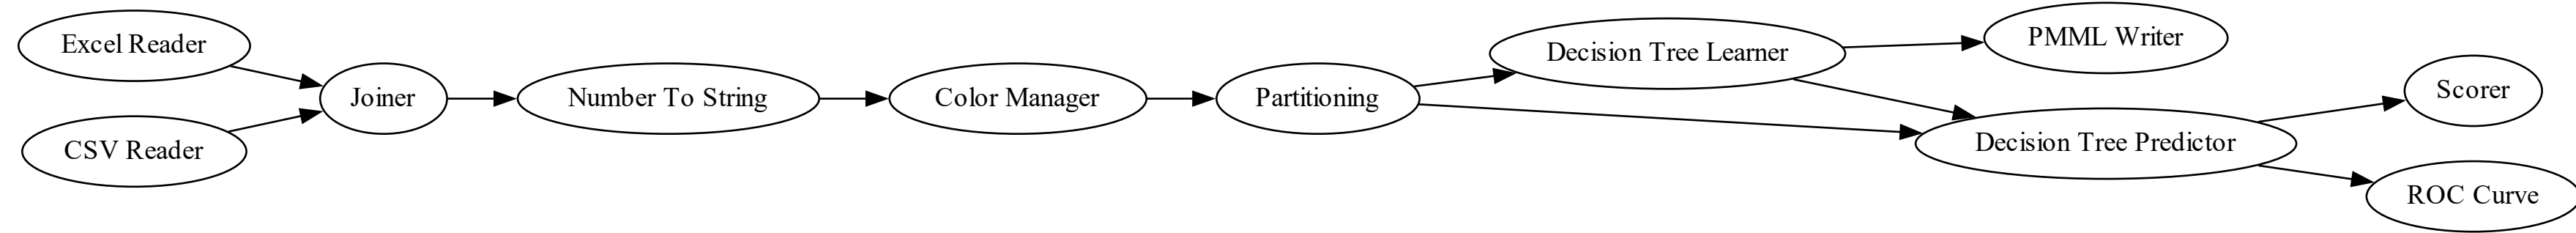 Excel Reader
CSV Reader
Joiner
Number To String
Color Manager
Partitioning
Decision Tree Learner
PMML Writer
Decision Tree Predictor
Scorer
ROC Curve